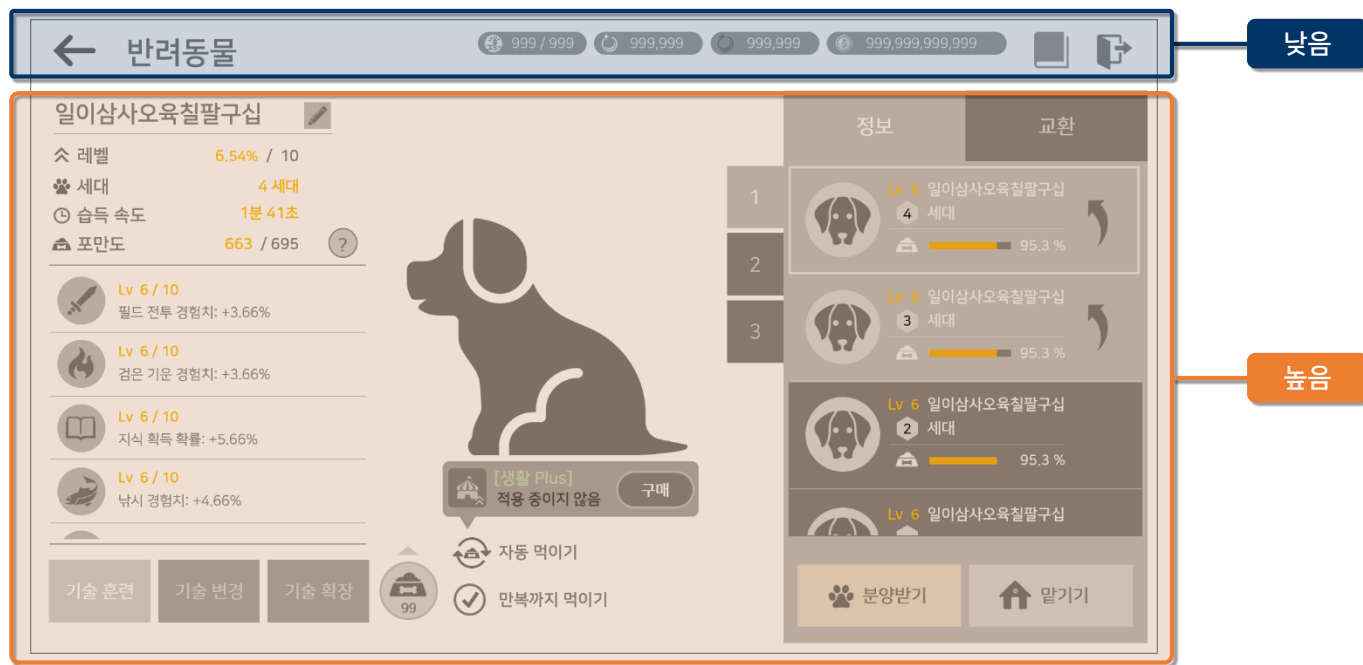 반려동물
999 / 999
999,999
999,999
999,999,999,999
낮음
일이삼사오육칠팔구십
레벨 6.54% / 10
세대 4 세대
습득 속도 1분 41초
포만도 663 / 695 ?
Lv 6 / 10
필드 전투 경험치: +3.66%
Lv 6 / 10
검은 기운 경험치: +3.66%
Lv 6 / 10
지식 획득 확률: +5.66%
Lv 6 / 10
낚시 경험치: +4.66%
기술 훈련
기술 변경
기술 확장
99
[생활 Plus]
적용 중이지 않음
구매
자동 먹이기
만복까지 먹이기
1
2
3
정보
교환
Lv 6 일이삼사오육칠팔구십
4 세대
95.3 %
Lv 6 일이삼사오육칠팔구십
3 세대
95.3 %
Lv 6 일이삼사오육칠팔구십
2 세대
95.3 %
Lv 6 일이삼사오육칠팔구십
분양받기
맡기기
높음